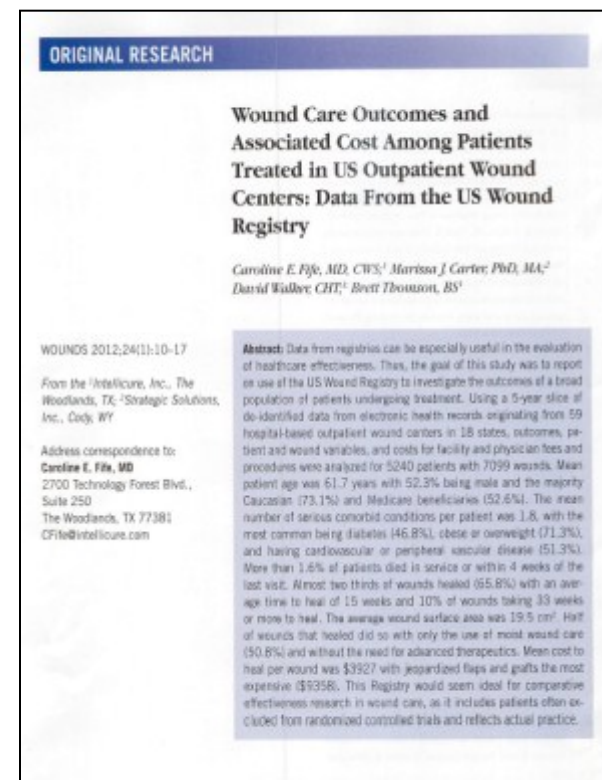 ORIGINAL RESEARCH
Wound Care Outcomes and
Associated Cost Among Patients
Treated in US Outpatient Wound
Centers: Data From the US Wound
Registry
Caroline E. Fife, MD, CWS;¹ Marissa J. Carter, PhD, MA;²
David Walker, CHT;¹ Brett Thomson, BS¹
WOUNDS 2012;24(1):10–17
From the ¹Intellicure, Inc., The
Woodlands, TX; ²Strategic Solutions,
Inc., Cody, WY
Address correspondence to:
Caroline E. Fife, MD
2700 Technology Forest Blvd.,
Suite 250
The Woodlands, TX 77381
CFife@intellicure.com
Abstract: Data from registries can be especially useful in the evaluation
of healthcare effectiveness. Thus, the goal of this study was to report
on use of the US Wound Registry to investigate the outcomes of a broad
population of patients undergoing treatment. Using a 5-year slice of
de-identified data from electronic health records originating from 59
hospital-based outpatient wound centers in 18 states, outcomes, pa-
tient and wound variables, and costs for facility and physician fees and
procedures were analyzed for 5240 patients with 7099 wounds. Mean
patient age was 61.7 years with 52.3% being male and the majority
Caucasian (73.1%) and Medicare beneficiaries (52.6%). The mean
number of serious comorbid conditions per patient was 1.8, with the
most common being diabetes (46.8%), obese or overweight (71.3%),
and having cardiovascular or peripheral vascular disease (51.3%).
More than 1.6% of patients died in service or within 4 weeks of the
last visit. Almost two thirds of wounds healed (65.8%) with an aver-
age time to heal of 15 weeks and 10% of wounds taking 33 weeks
or more to heal. The average wound surface area was 19.5 cm². Half
of wounds that healed did so with only the use of moist wound care
(50.8%) and without the need for advanced therapeutics. Mean cost to
heal per wound was $3927 with jeopardized flaps and grafts the most
expensive ($9358). This Registry would seem ideal for comparative
effectiveness research in wound care, as it includes patients often ex-
cluded from randomized controlled trials and reflects actual practice.